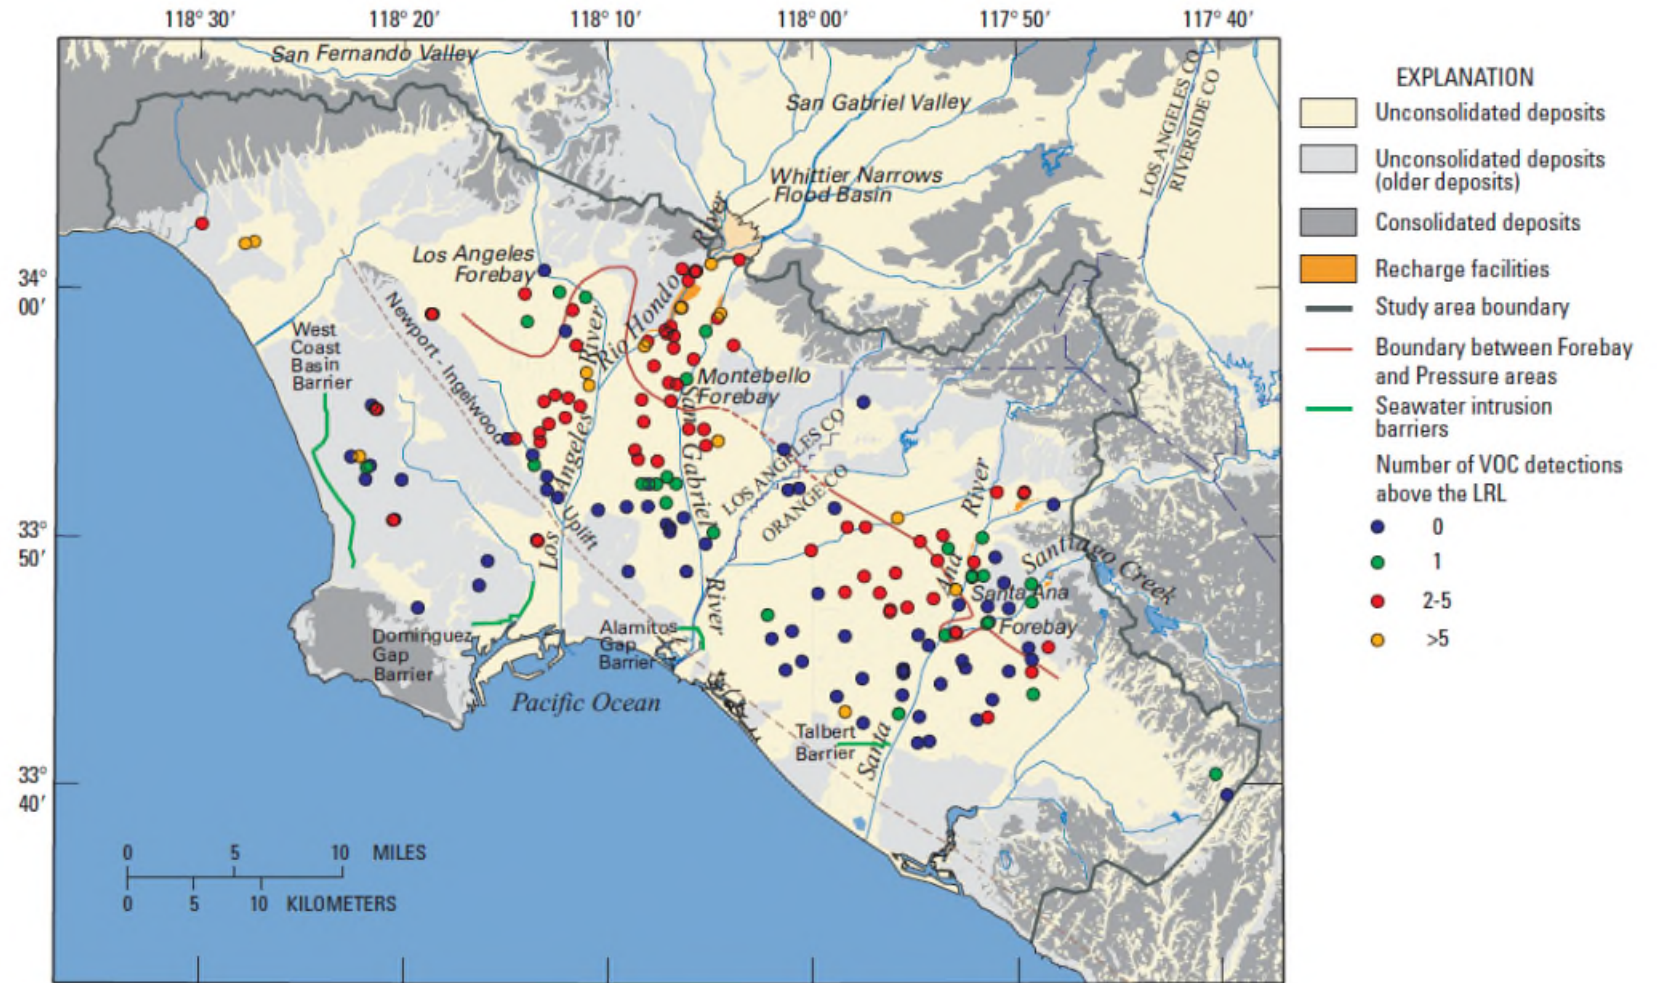 118° 30′
118° 20′
118° 10′
118° 00′
117° 50′
117° 40′
San Fernando Valley
San Gabriel Valley
LOS ANGELES CO
RIVERSIDE CO
Whittier Narrows
Flood Basin
River
Los Angeles
Forebay
34°
00′
Rio Hondo
Newport - Ingelwood
Uplift
West
Coast
Basin
Barrier
River
Montebello
Forebay
San
Gabriel
River
LOS ANGELES CO
ORANGE CO
Los
Angeles
33°
50′
River
Ana
Santa
Santiago Creek
Santa Ana
Forebay
Dominguez
Gap
Barrier
Alamitos
Gap
Barrier
Pacific Ocean
Talbert
Barrier
33°
40′
0 5 10 MILES
0 5 10 KILOMETERS
EXPLANATION
Unconsolidated deposits
Unconsolidated deposits
(older deposits)
Consolidated deposits
Recharge facilities
Study area boundary
Boundary between Forebay
and Pressure areas
Seawater intrusion
barriers
Number of VOC detections
above the LRL
0
1
2-5
>5